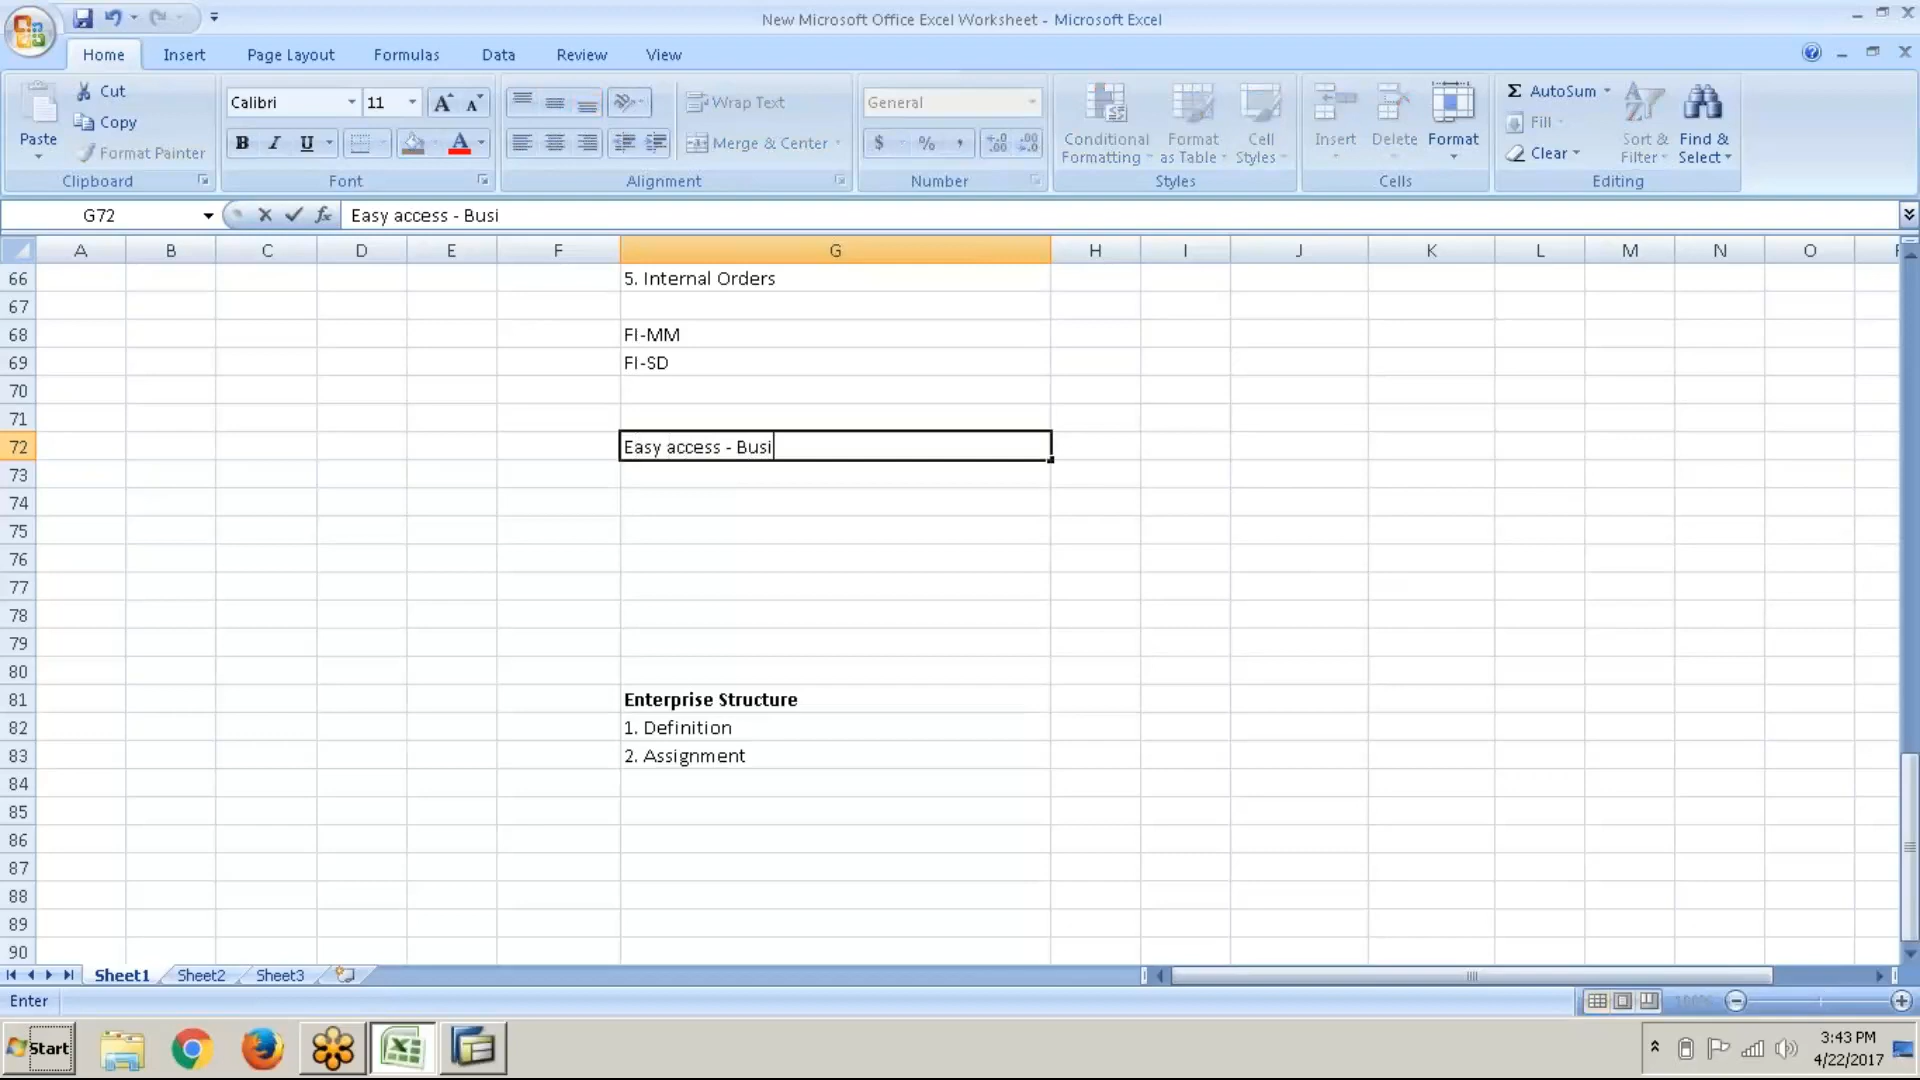 New Microsoft Office Excel Worksheet - Microsoft Excel
Home Insert Page Layout Formulas Data Review View
Paste Cut Copy Format Painter Clipboard
Calibri 11 A A B I U A Font
Wrap Text Merge & Center Alignment
General $ % , .0 .00 .00 .0 Number
Conditional Formatting Format as Table Cell Styles Styles
Insert Delete Format Cells
Σ AutoSum Fill Clear Sort & Filter Find & Select Editing
G72 fx Easy access - Busi
A B C D E F G H I J K L M N O
66 5. Internal Orders
67
68 FI-MM
69 FI-SD
70
71
72 Easy access - Busi
73
74
75
76
77
78
79
80
81 Enterprise Structure
82 1. Definition
83 2. Assignment
84
85
86
87
88
89
90
Sheet1 Sheet2 Sheet3
Enter
Start 3:43 PM
4/22/2017